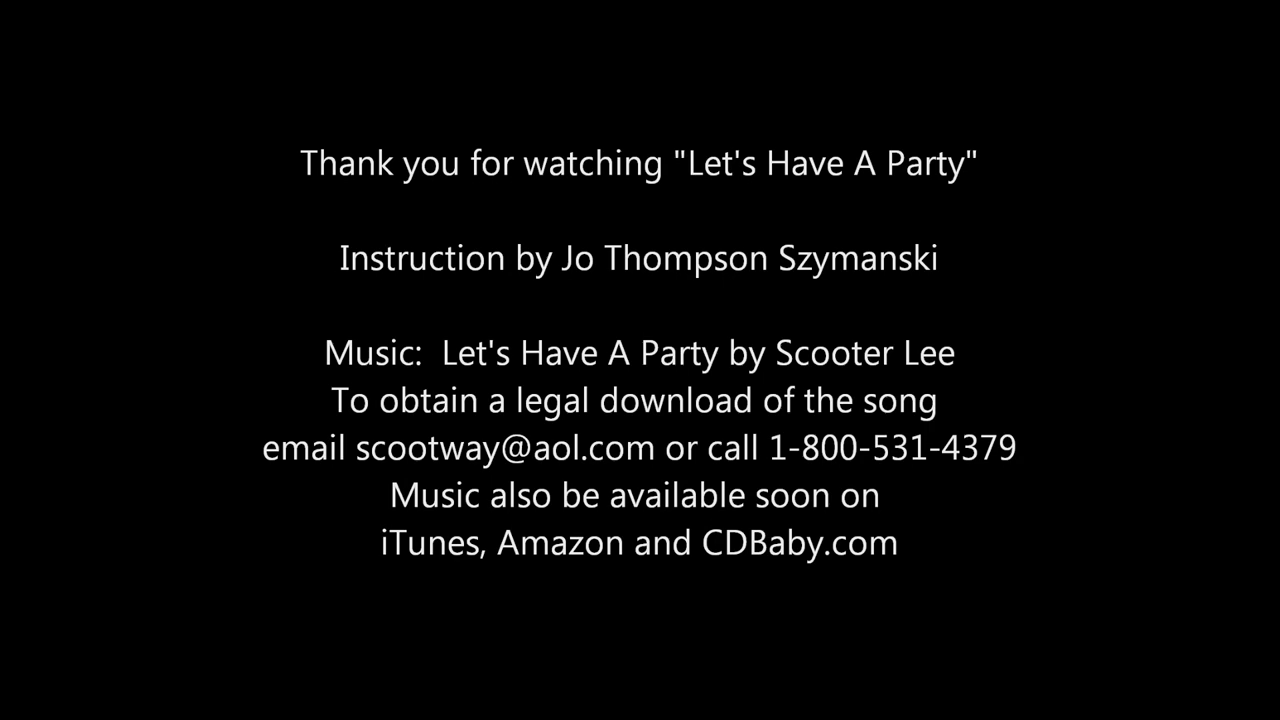 Thank you for watching "Let's Have A Party"
Instruction by Jo Thompson Szymanski
Music:  Let's Have A Party by Scooter Lee
To obtain a legal download of the song
email scootway@aol.com or call 1-800-531-4379
Music also be available soon on
iTunes, Amazon and CDBaby.com